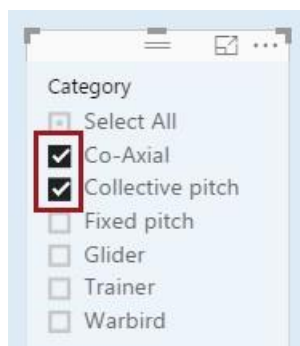 Category
Select All
Co-Axial
Collective pitch
Fixed pitch
Glider
Trainer
Warbird